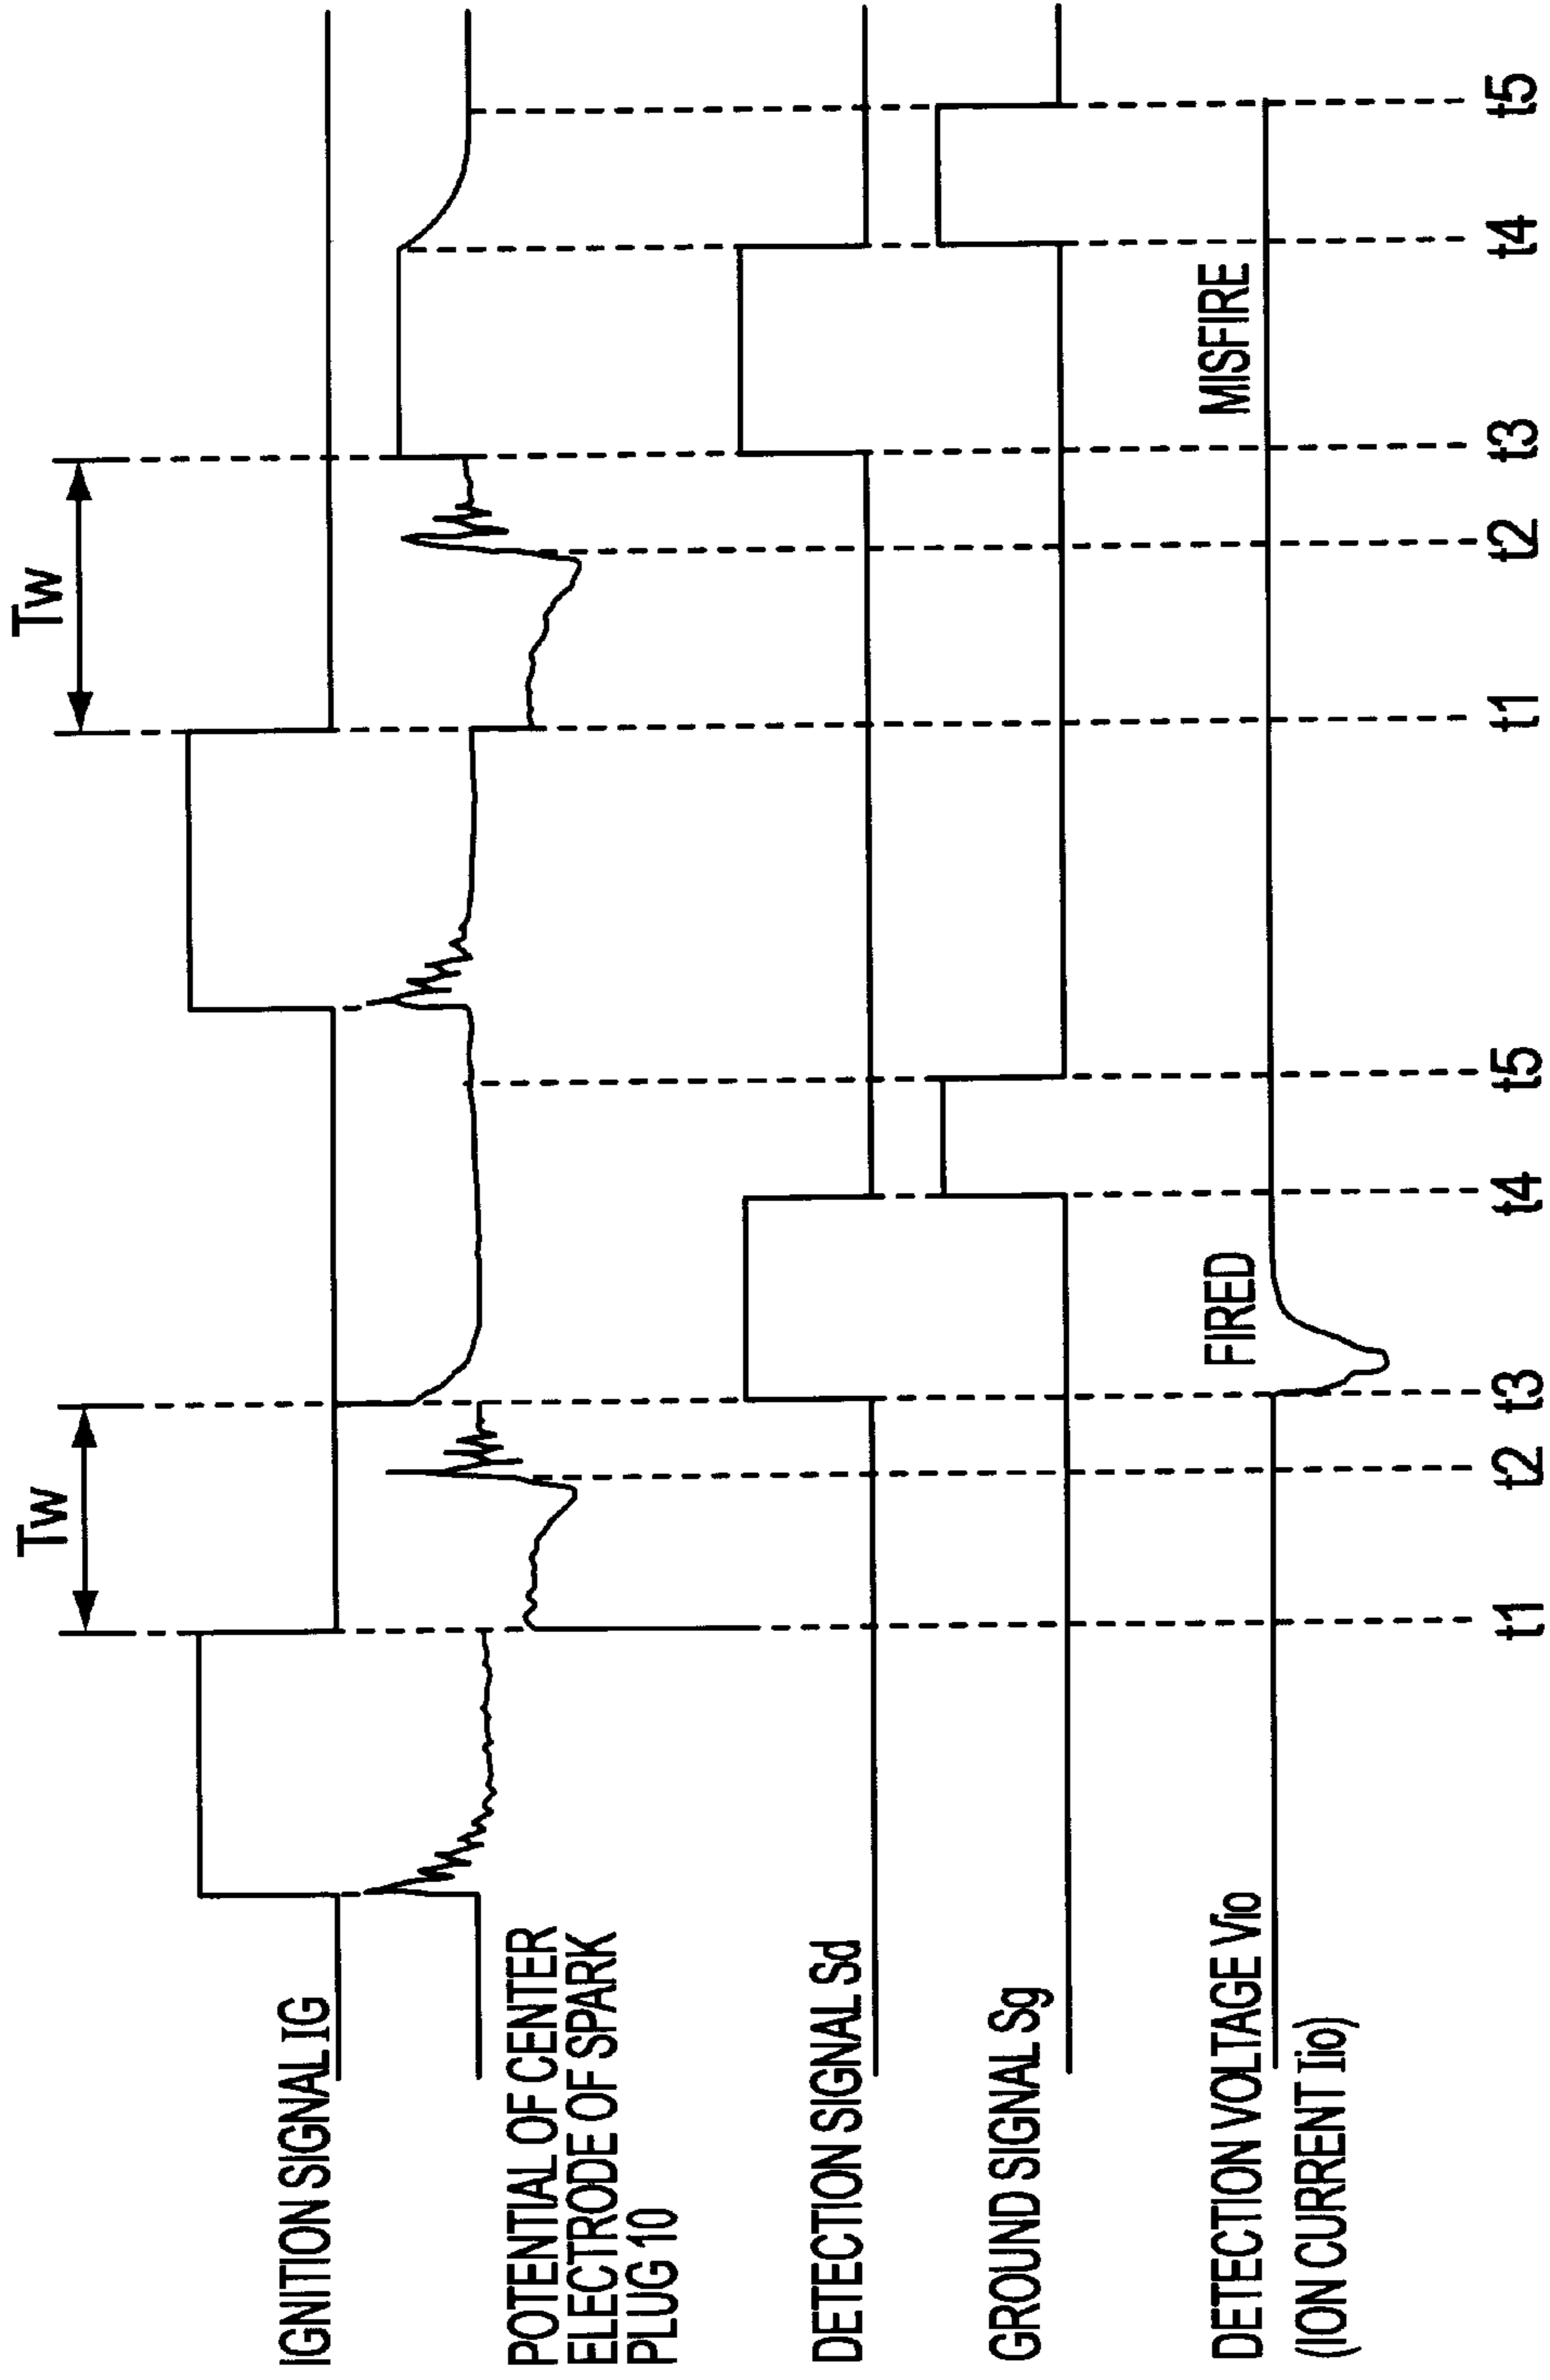 Tw
Tw
IGNITION SIGNAL IG
POTENTIAL OF CENTER
ELECTRODE OF SPARK
PLUG 10
DETECTION SIGNAL Sd
GROUND SIGNAL Sg
FIRED
MISFIRE
DETECTION VOLTAGE Vio
(ION CURRENT Iio)
t1 t2 t3 t4 t5 t1 t2 t3 t4 t5